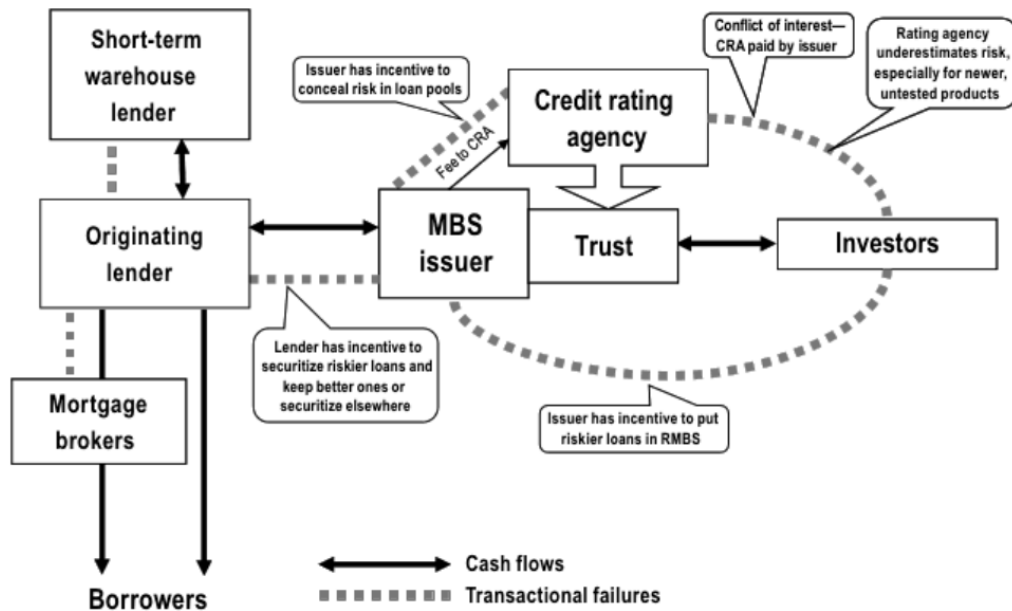 Short-term
warehouse
lender
Issuer has incentive to
conceal risk in loan pools
Conflict of interest—
CRA paid by issuer
Rating agency
underestimates risk,
especially for newer,
untested products
Credit rating
agency
Fee to CRA
Originating
lender
MBS
issuer
Trust
Investors
Lender has incentive to
securitize riskier loans and
keep better ones or
securitize elsewhere
Mortgage
brokers
Issuer has incentive to put
riskier loans in RMBS
Borrowers
Cash flows
Transactional failures